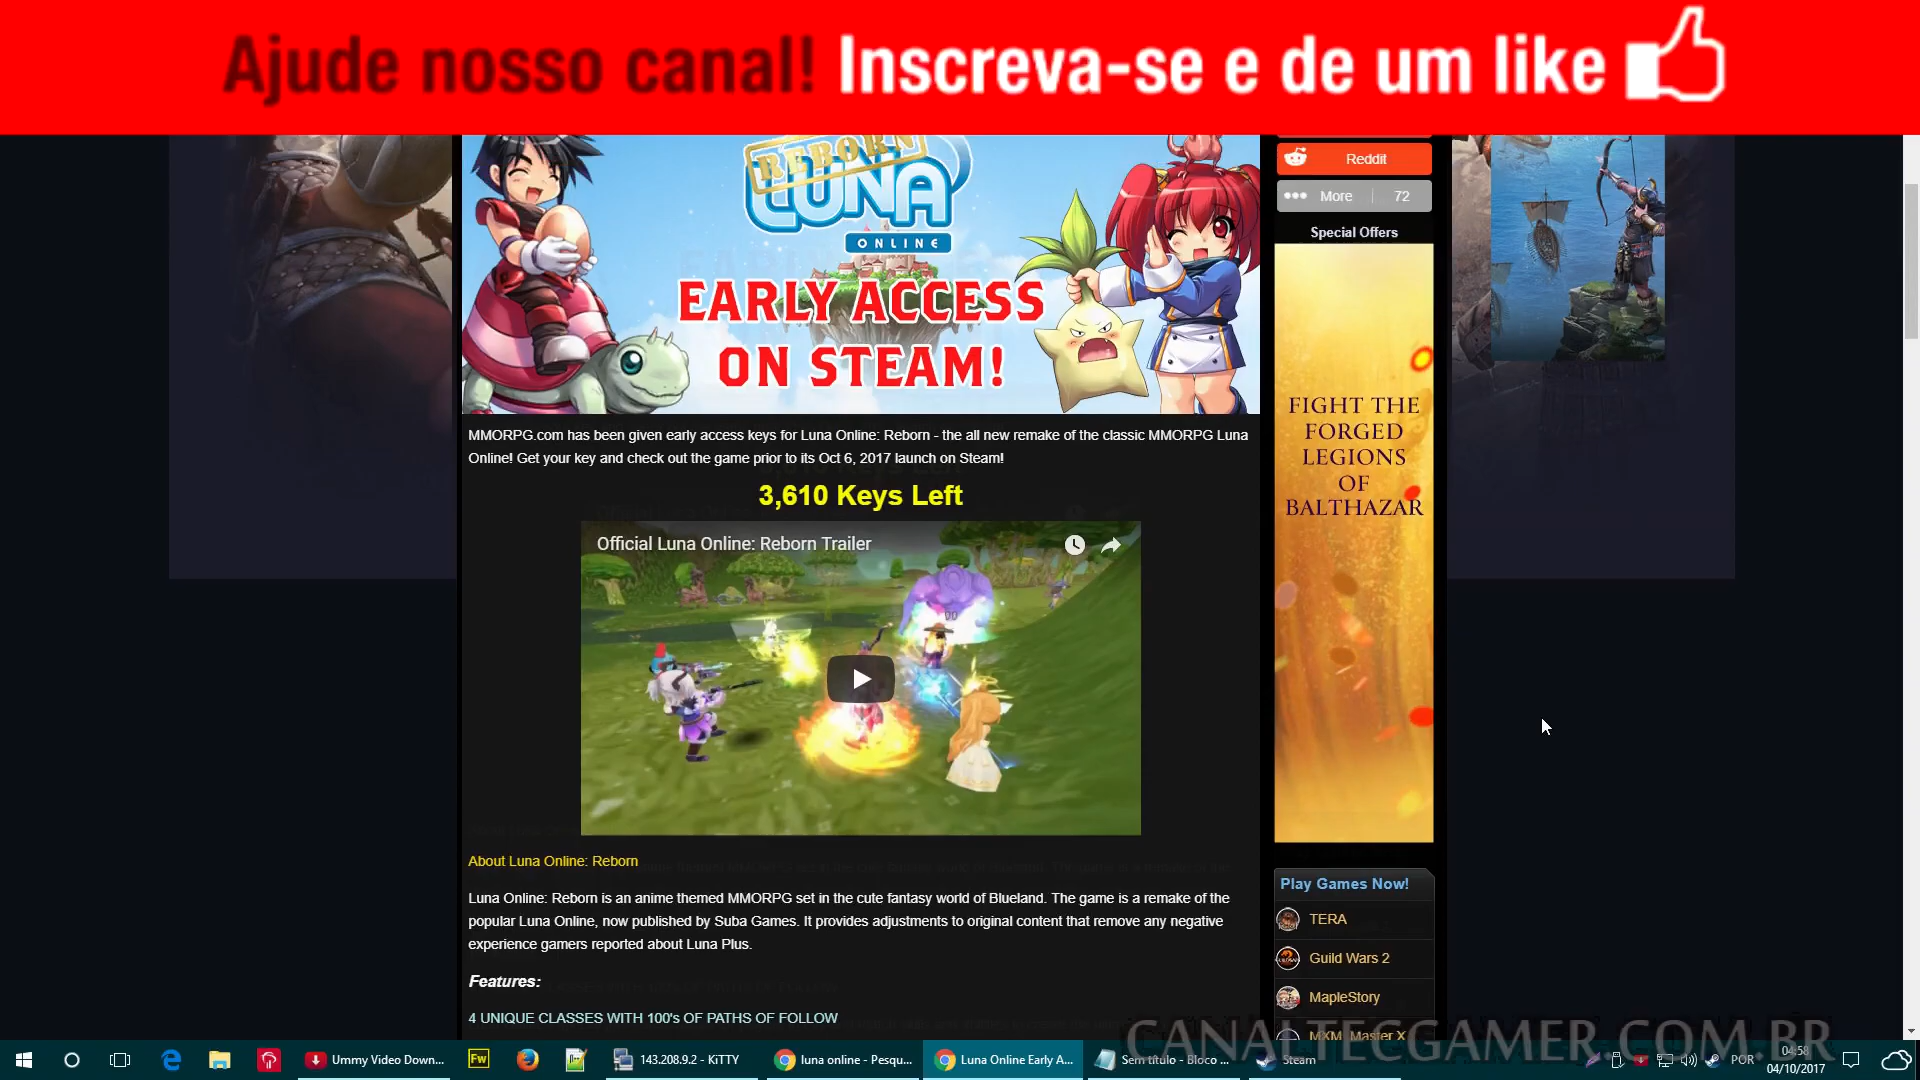 Ajude nosso canal! Inscreva-se e de um like
REBORN
LUNA
ONLINE
EARLY ACCESS
ON STEAM!
Reddit
More 72
Special Offers
FIGHT THE
FORGED
LEGIONS
OF
BALTHAZAR
MMORPG.com has been given early access keys for Luna Online: Reborn - the all new remake of the classic MMORPG Luna
Online! Get your key and check out the game prior to its Oct 6, 2017 launch on Steam!
3,610 Keys Left
Official Luna Online: Reborn Trailer
About Luna Online: Reborn
Luna Online: Reborn is an anime themed MMORPG set in the cute fantasy world of Blueland. The game is a remake of the
popular Luna Online, now published by Suba Games. It provides adjustments to original content that remove any negative
experience gamers reported about Luna Plus.
Features:
4 UNIQUE CLASSES WITH 100's OF PATHS OF FOLLOW
Play Games Now!
TERA
Guild Wars 2
MapleStory
MXM: Master X
CANALTECGAMER.COM.BR
Ummy Video Down...
Fw
143.208.9.2 - KiTTY
luna online - Pesqu...
Luna Online Early A...
Sem título - Bloco ...
Steam
POR
04:58
04/10/2017